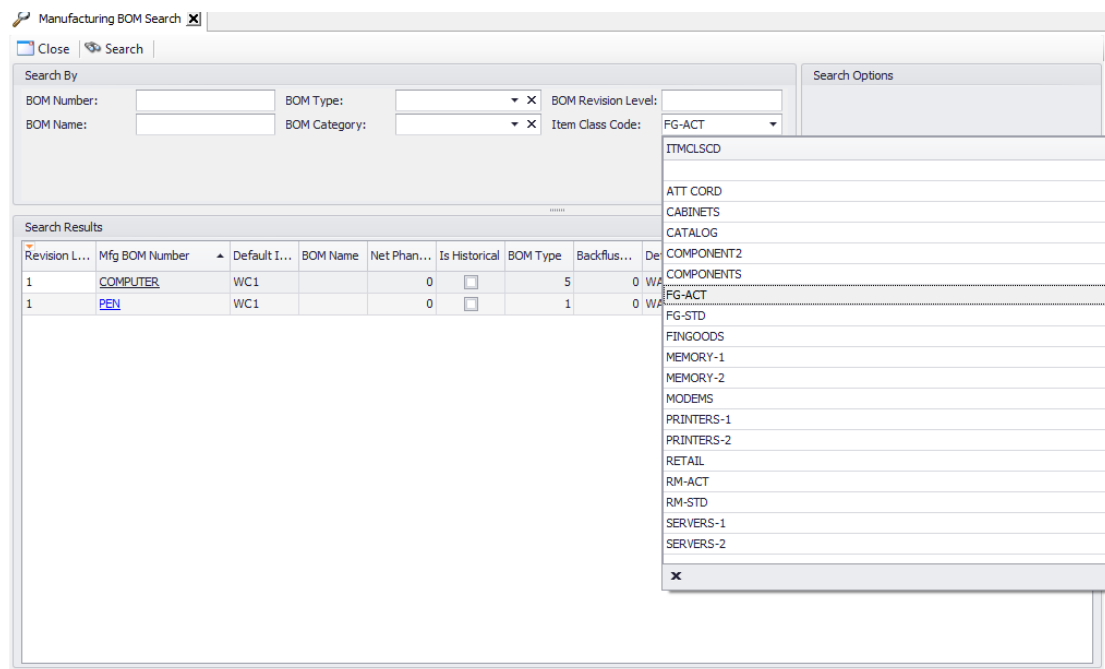 Manufacturing BOM Search
Close Search
Search By
Search Options
BOM Number: BOM Type: BOM Revision Level:
BOM Name: BOM Category: Item Class Code: FG-ACT
ITMCLSCD
ATT CORD
CABINETS
CATALOG
COMPONENT2
COMPONENTS
FG-ACT
FG-STD
FINGOODS
MEMORY-1
MEMORY-2
MODEMS
PRINTERS-1
PRINTERS-2
RETAIL
RM-ACT
RM-STD
SERVERS-1
SERVERS-2
Search Results
Revision L... Mfg BOM Number Default I... BOM Name Net Phan... Is Historical BOM Type Backflus... De
1 COMPUTER WC1 0 5 0 WA
1 PEN WC1 0 1 0 WA